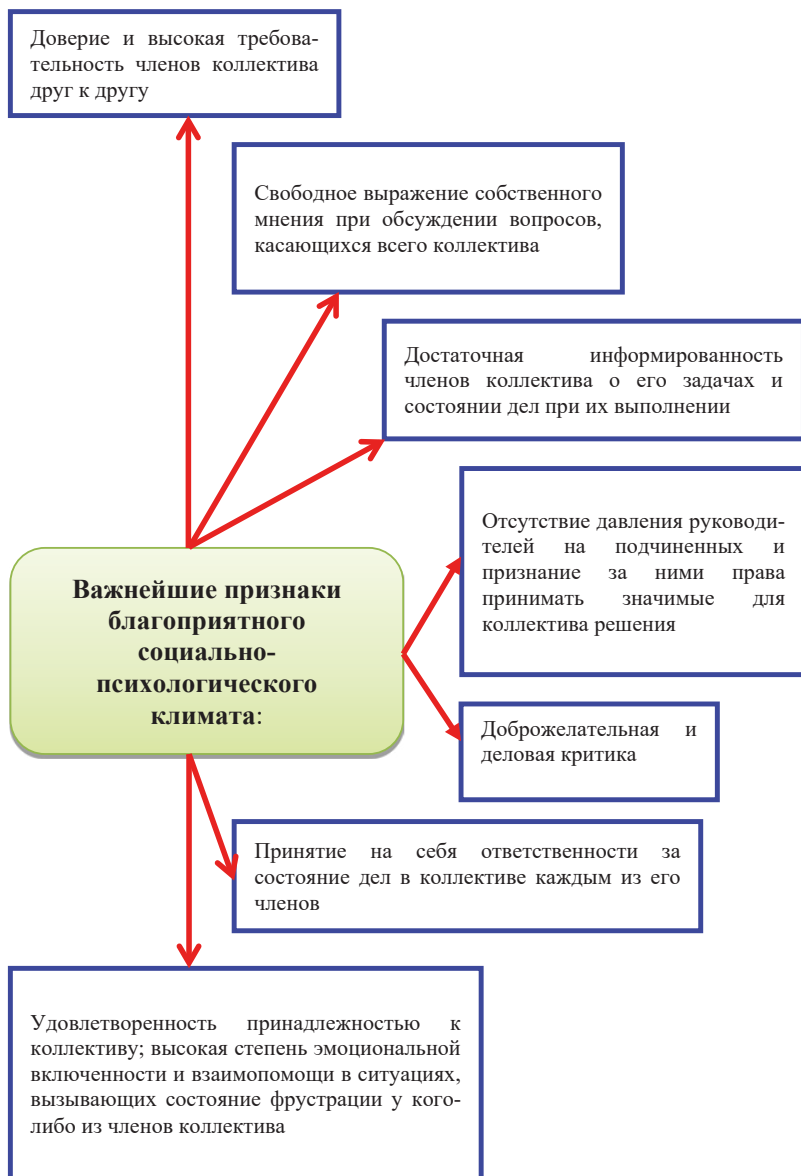 Доверие и высокая требова-
тельность членов коллектива
друг к другу
Свободное выражение собственного
мнения при обсуждении вопросов,
касающихся всего коллектива
Достаточная информированность
членов коллектива о его задачах и
состоянии дел при их выполнении
Отсутствие давления руководи-
телей на подчиненных и
признание за ними права
принимать значимые для
коллектива решения
Важнейшие признаки
благоприятного
социально-
психологического
климата:
Доброжелательная и
деловая критика
Принятие на себя ответственности за
состояние дел в коллективе каждым из его
членов
Удовлетворенность принадлежностью к
коллективу; высокая степень эмоциональной
включенности и взаимопомощи в ситуациях,
вызывающих состояние фрустрации у кого-
либо из членов коллектива